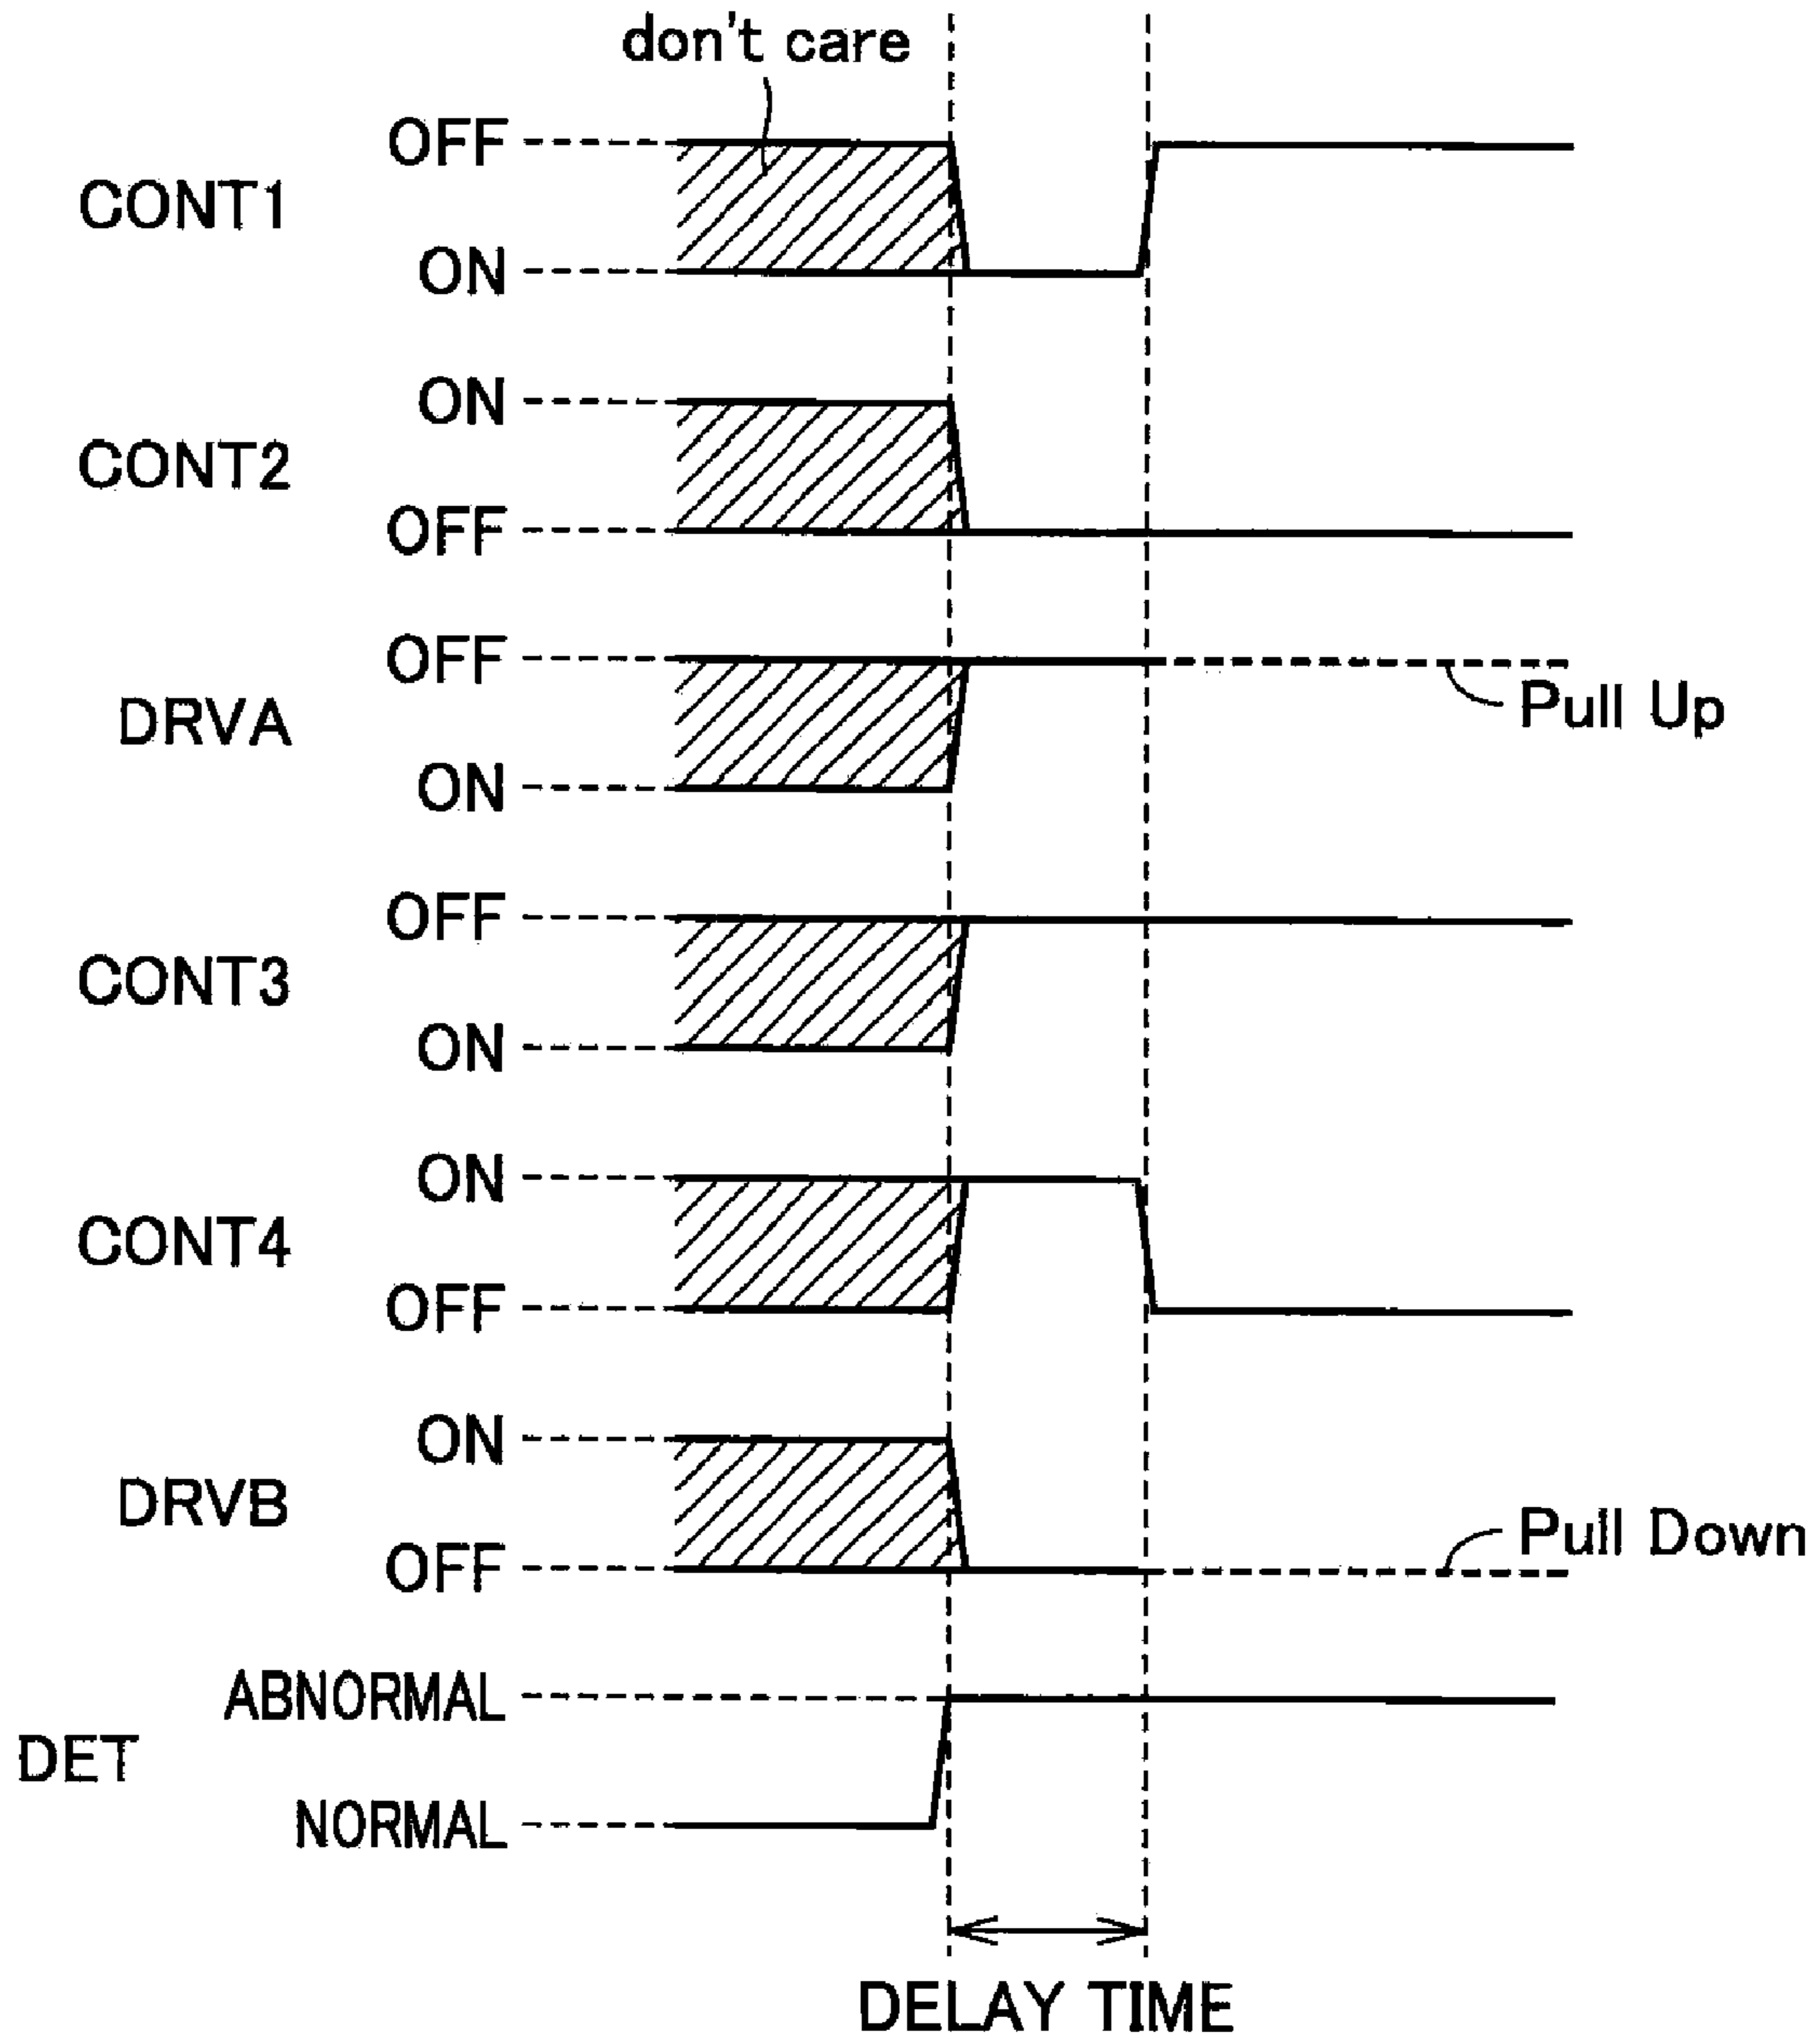 don't care
OFF
CONT1
ON
ON
CONT2
OFF
OFF
DRVA
Pull Up
ON
OFF
CONT3
ON
ON
CONT4
OFF
ON
DRVB
Pull Down
OFF
ABNORMAL
DET
NORMAL
DELAY TIME